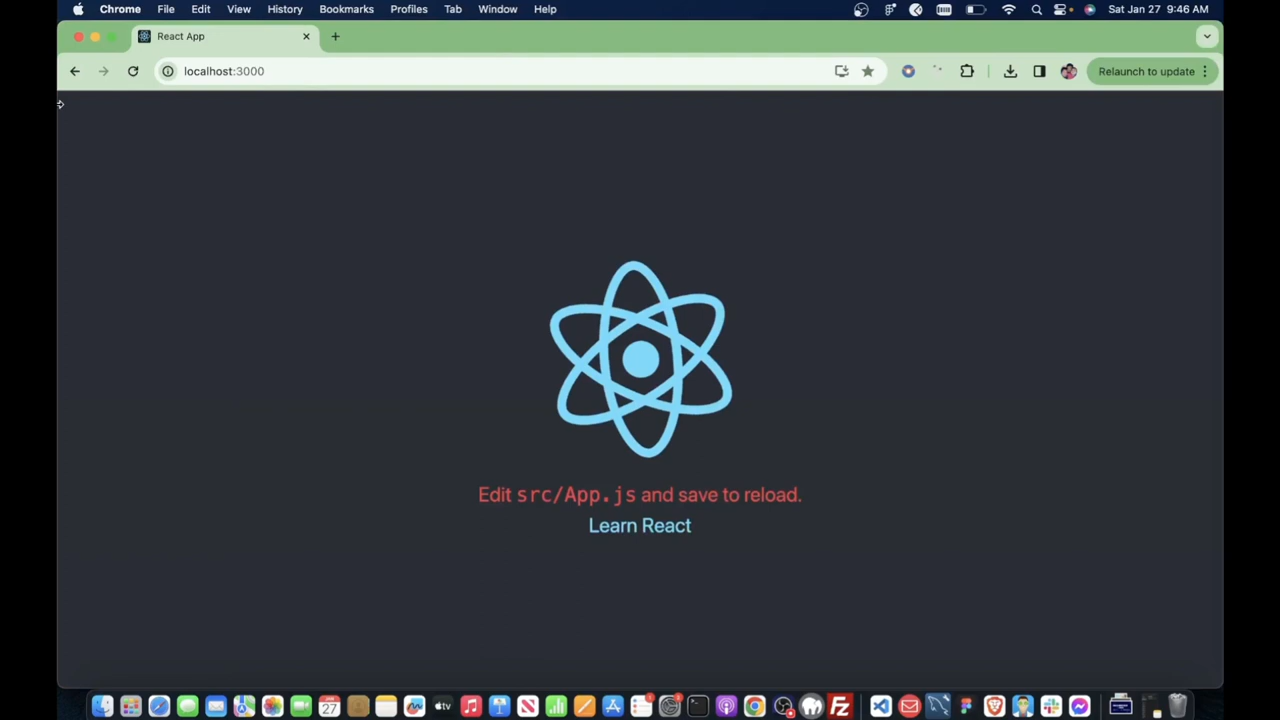 Chrome File Edit View History Bookmarks Profiles Tab Window Help Sat Jan 27 9:46 AM
React App
localhost:3000 Relaunch to update
Edit src/App.js and save to reload.
Learn React
27